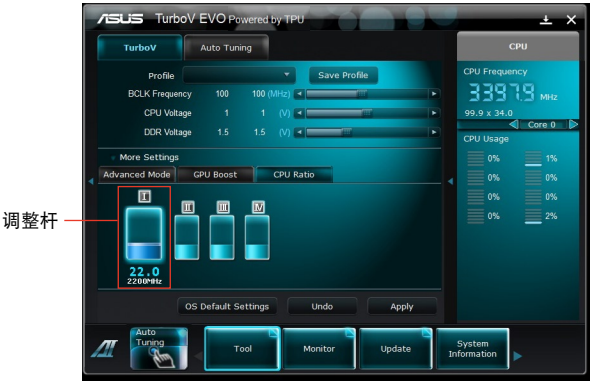 ASUS TurboV EVO Powered by TPU
TurboV Auto Tuning
Profile Save Profile
BCLK Frequency 100 100 (MHz)
CPU Voltage 1 1 (V)
DDR Voltage 1.5 1.5 (V)
More Settings
Advanced Mode GPU Boost CPU Ratio
I II III IV
调整杆
22.0
2200MHz
OS Default Settings Undo Apply
CPU
CPU Frequency
3397.9 MHz
99.9 x 34.0
Core 0
CPU Usage
0% 1%
0% 0%
0% 0%
0% 2%
Auto
Tuning
Tool Monitor Update System
Information